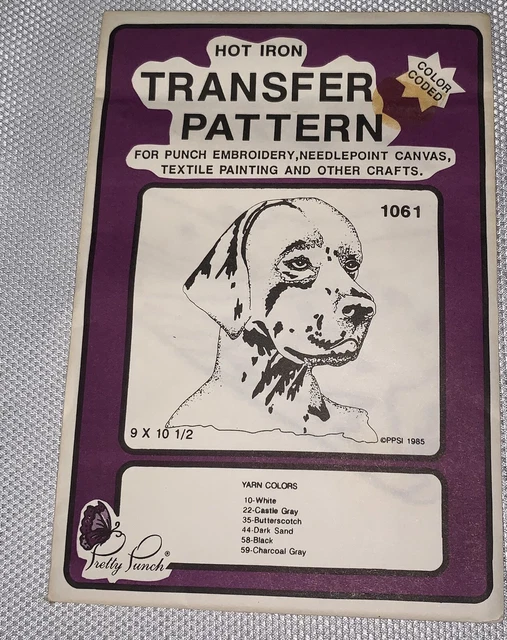 HOT IRON
TRANSFER
PATTERN
COLOR
CODED
FOR PUNCH EMBROIDERY,NEEDLEPOINT CANVAS,
TEXTILE PAINTING AND OTHER CRAFTS.
1061
9 X 10 1/2
©PPSI 1985
YARN COLORS
10-White
22-Castle Gray
35-Butterscotch
44-Dark Sand
58-Black
59-Charcoal Gray
Pretty Punch®